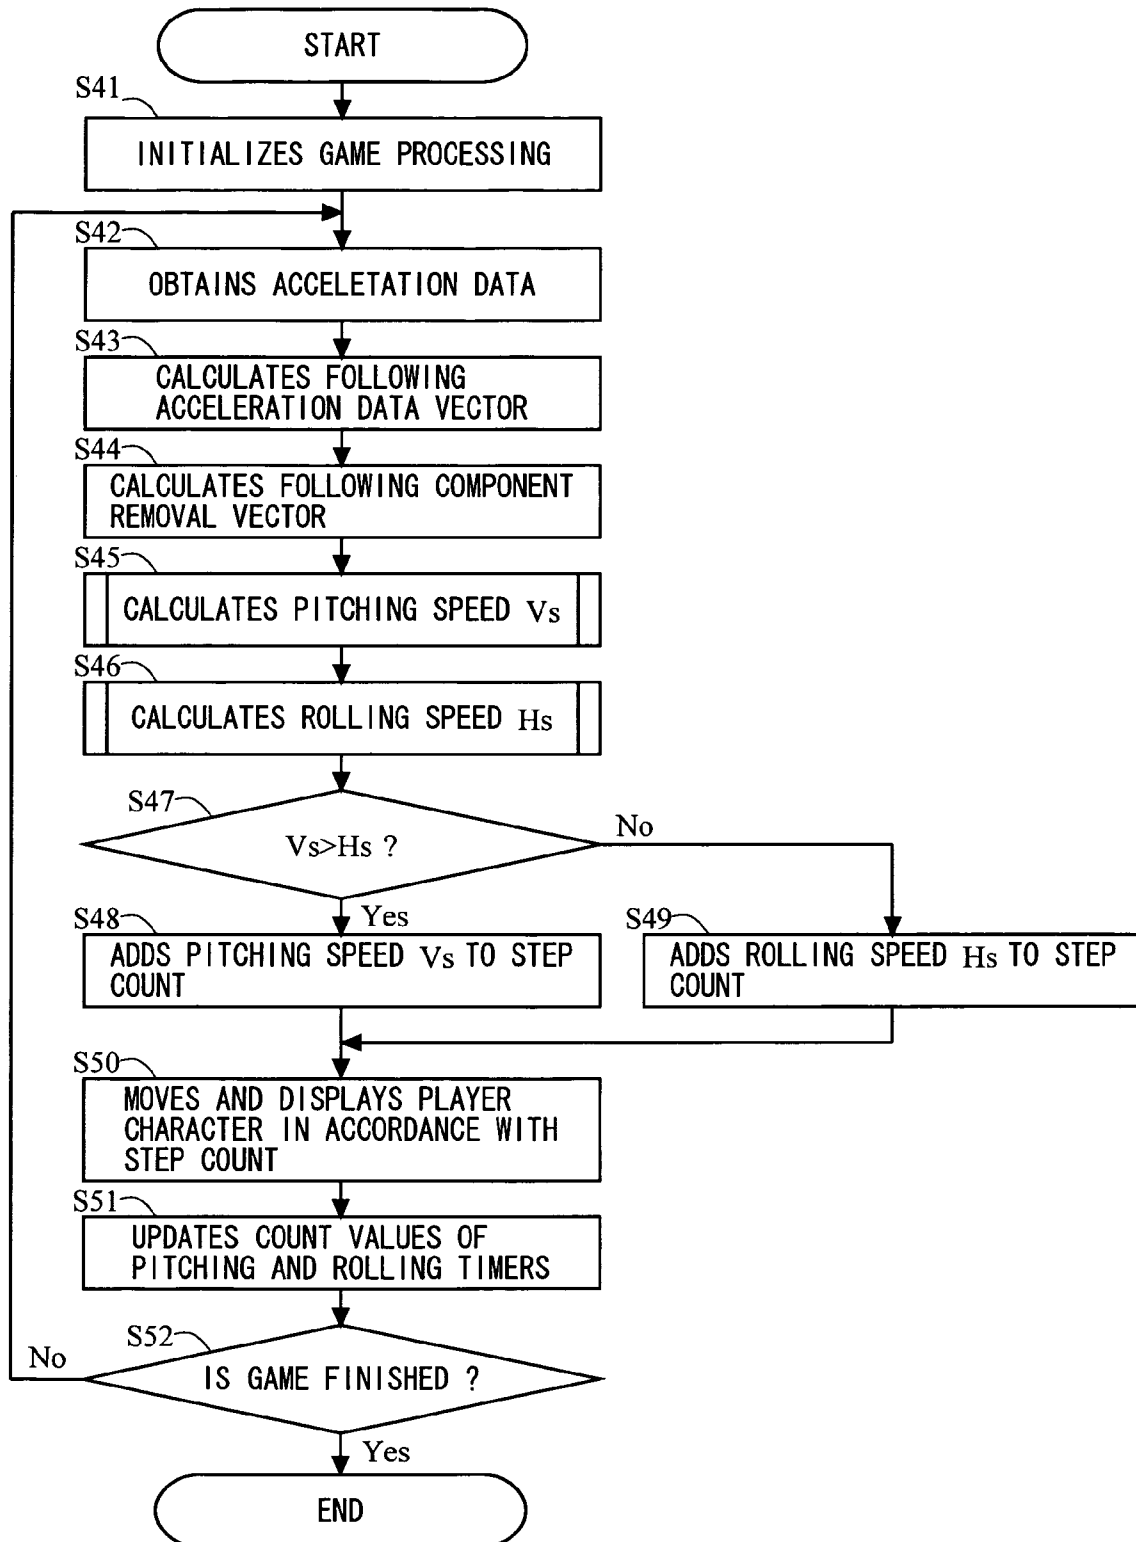 START
S41
INITIALIZES GAME PROCESSING
S42
OBTAINS ACCELETATION DATA
S43
CALCULATES FOLLOWING
ACCELERATION DATA VECTOR
S44
CALCULATES FOLLOWING COMPONENT
REMOVAL VECTOR
S45
CALCULATES PITCHING SPEED Vs
S46
CALCULATES ROLLING SPEED Hs
S47
Vs>Hs ?
No
Yes
S48
ADDS PITCHING SPEED Vs TO STEP
COUNT
S49
ADDS ROLLING SPEED Hs TO STEP
COUNT
S50
MOVES AND DISPLAYS PLAYER
CHARACTER IN ACCORDANCE WITH
STEP COUNT
S51
UPDATES COUNT VALUES OF
PITCHING AND ROLLING TIMERS
S52
No
IS GAME FINISHED ?
Yes
END